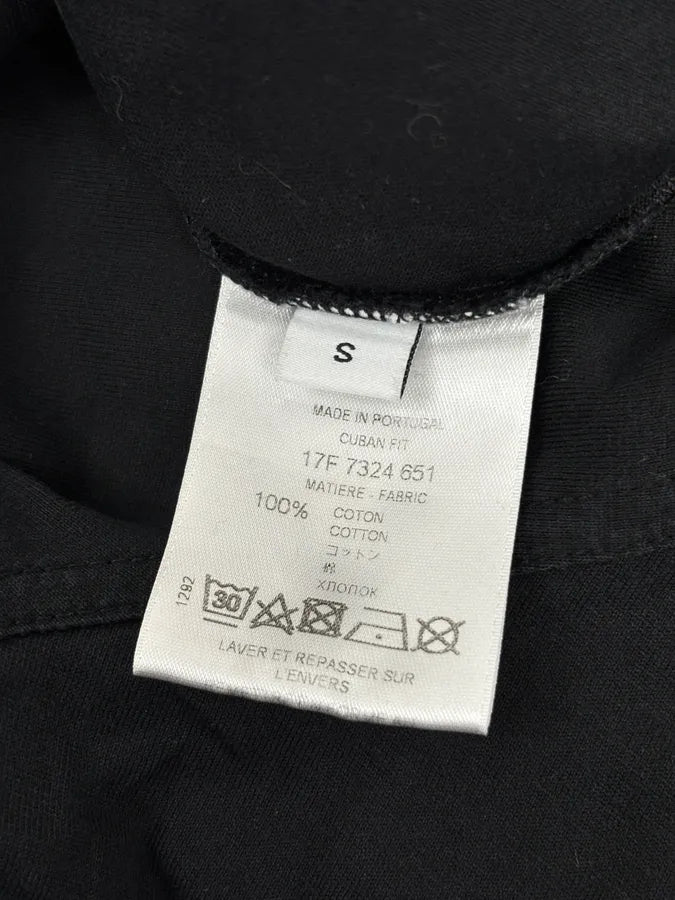 S
MADE IN PORTUGAL
CUBAN FIT
17F 7324 651
MATIERE - FABRIC
100% COTON
COTTON
コットン
棉
хлопок
1292
30
LAVER ET REPASSER SUR
L'ENVERS